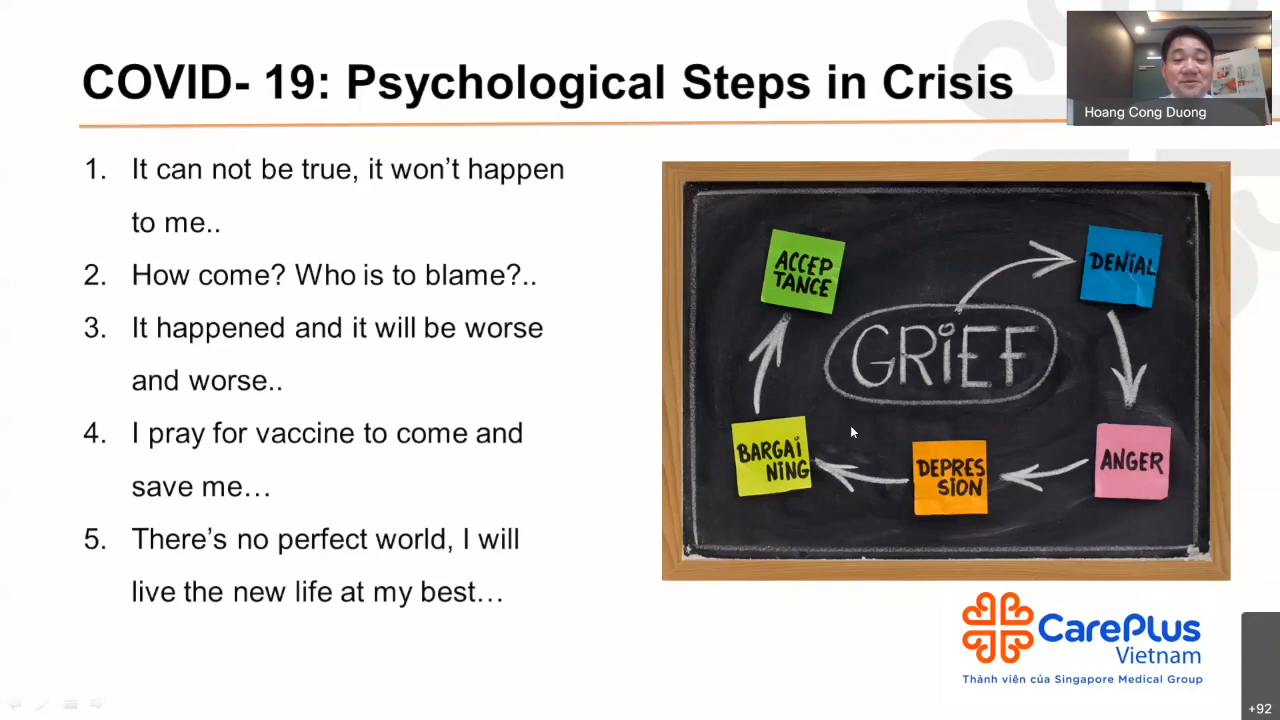 COVID- 19: Psychological Steps in Crisis
Hoang Cong Duong
1. It can not be true, it won’t happen
to me..
2. How come? Who is to blame?..
3. It happened and it will be worse
and worse..
4. I pray for vaccine to come and
save me…
5. There’s no perfect world, I will
live the new life at my best…
ACCEP
TANCE
DENiAL
GRiEF
BARGAi
NING
DEPRES
SION
ANGER
CarePlus
Vietnam
Thành viên của Singapore Medical Group
+92